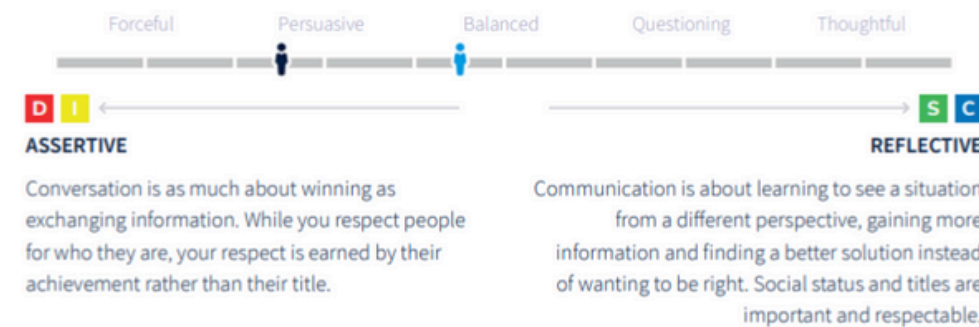 Forceful Persuasive Balanced Questioning Thoughtful
D I S C
ASSERTIVE
Conversation is as much about winning as
exchanging information. While you respect people
for who they are, your respect is earned by their
achievement rather than their title.
REFLECTIVE
Communication is about learning to see a situation
from a different perspective, gaining more
information and finding a better solution instead
of wanting to be right. Social status and titles are
important and respectable.